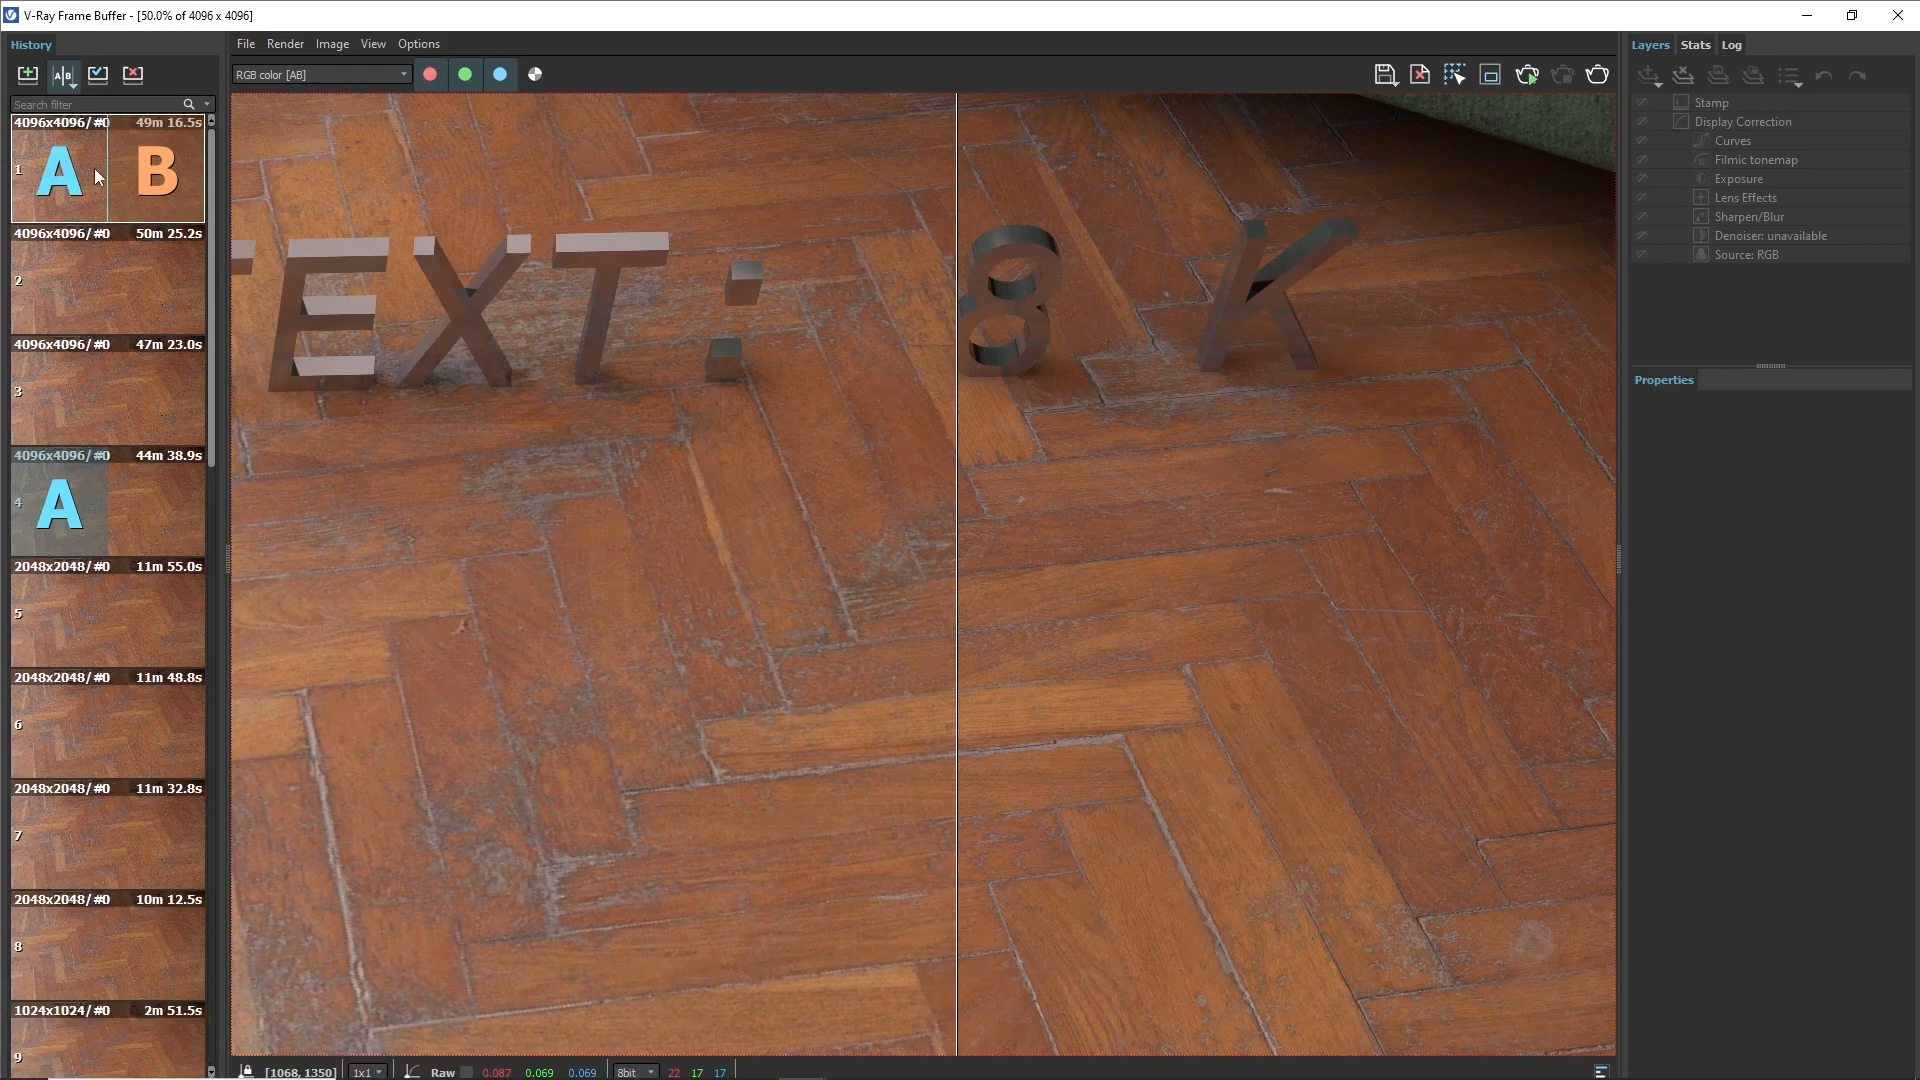 V-Ray Frame Buffer - [50.0% of 4096 x 4096]
History
File Render Image View Options
Layers Stats Log
A|B
RGB color [AB]
Search filter
4096x4096/#0 49m 16.5s
1 A B
4096x4096/#0 50m 25.2s
2
4096x4096/#0 47m 23.0s
3
4096x4096/#0 44m 38.9s
4 A
2048x2048/#0 11m 55.0s
5
2048x2048/#0 11m 48.8s
6
2048x2048/#0 11m 32.8s
7
2048x2048/#0 10m 12.5s
8
1024x1024/#0 2m 51.5s
9
EXT: 8 K
Stamp
Display Correction
Curves
Filmic tonemap
Exposure
Lens Effects
Sharpen/Blur
Denoiser: unavailable
Source: RGB
Properties
[1068, 1350] 1x1 Raw 0.087 0.069 0.069 8bit 22 17 17